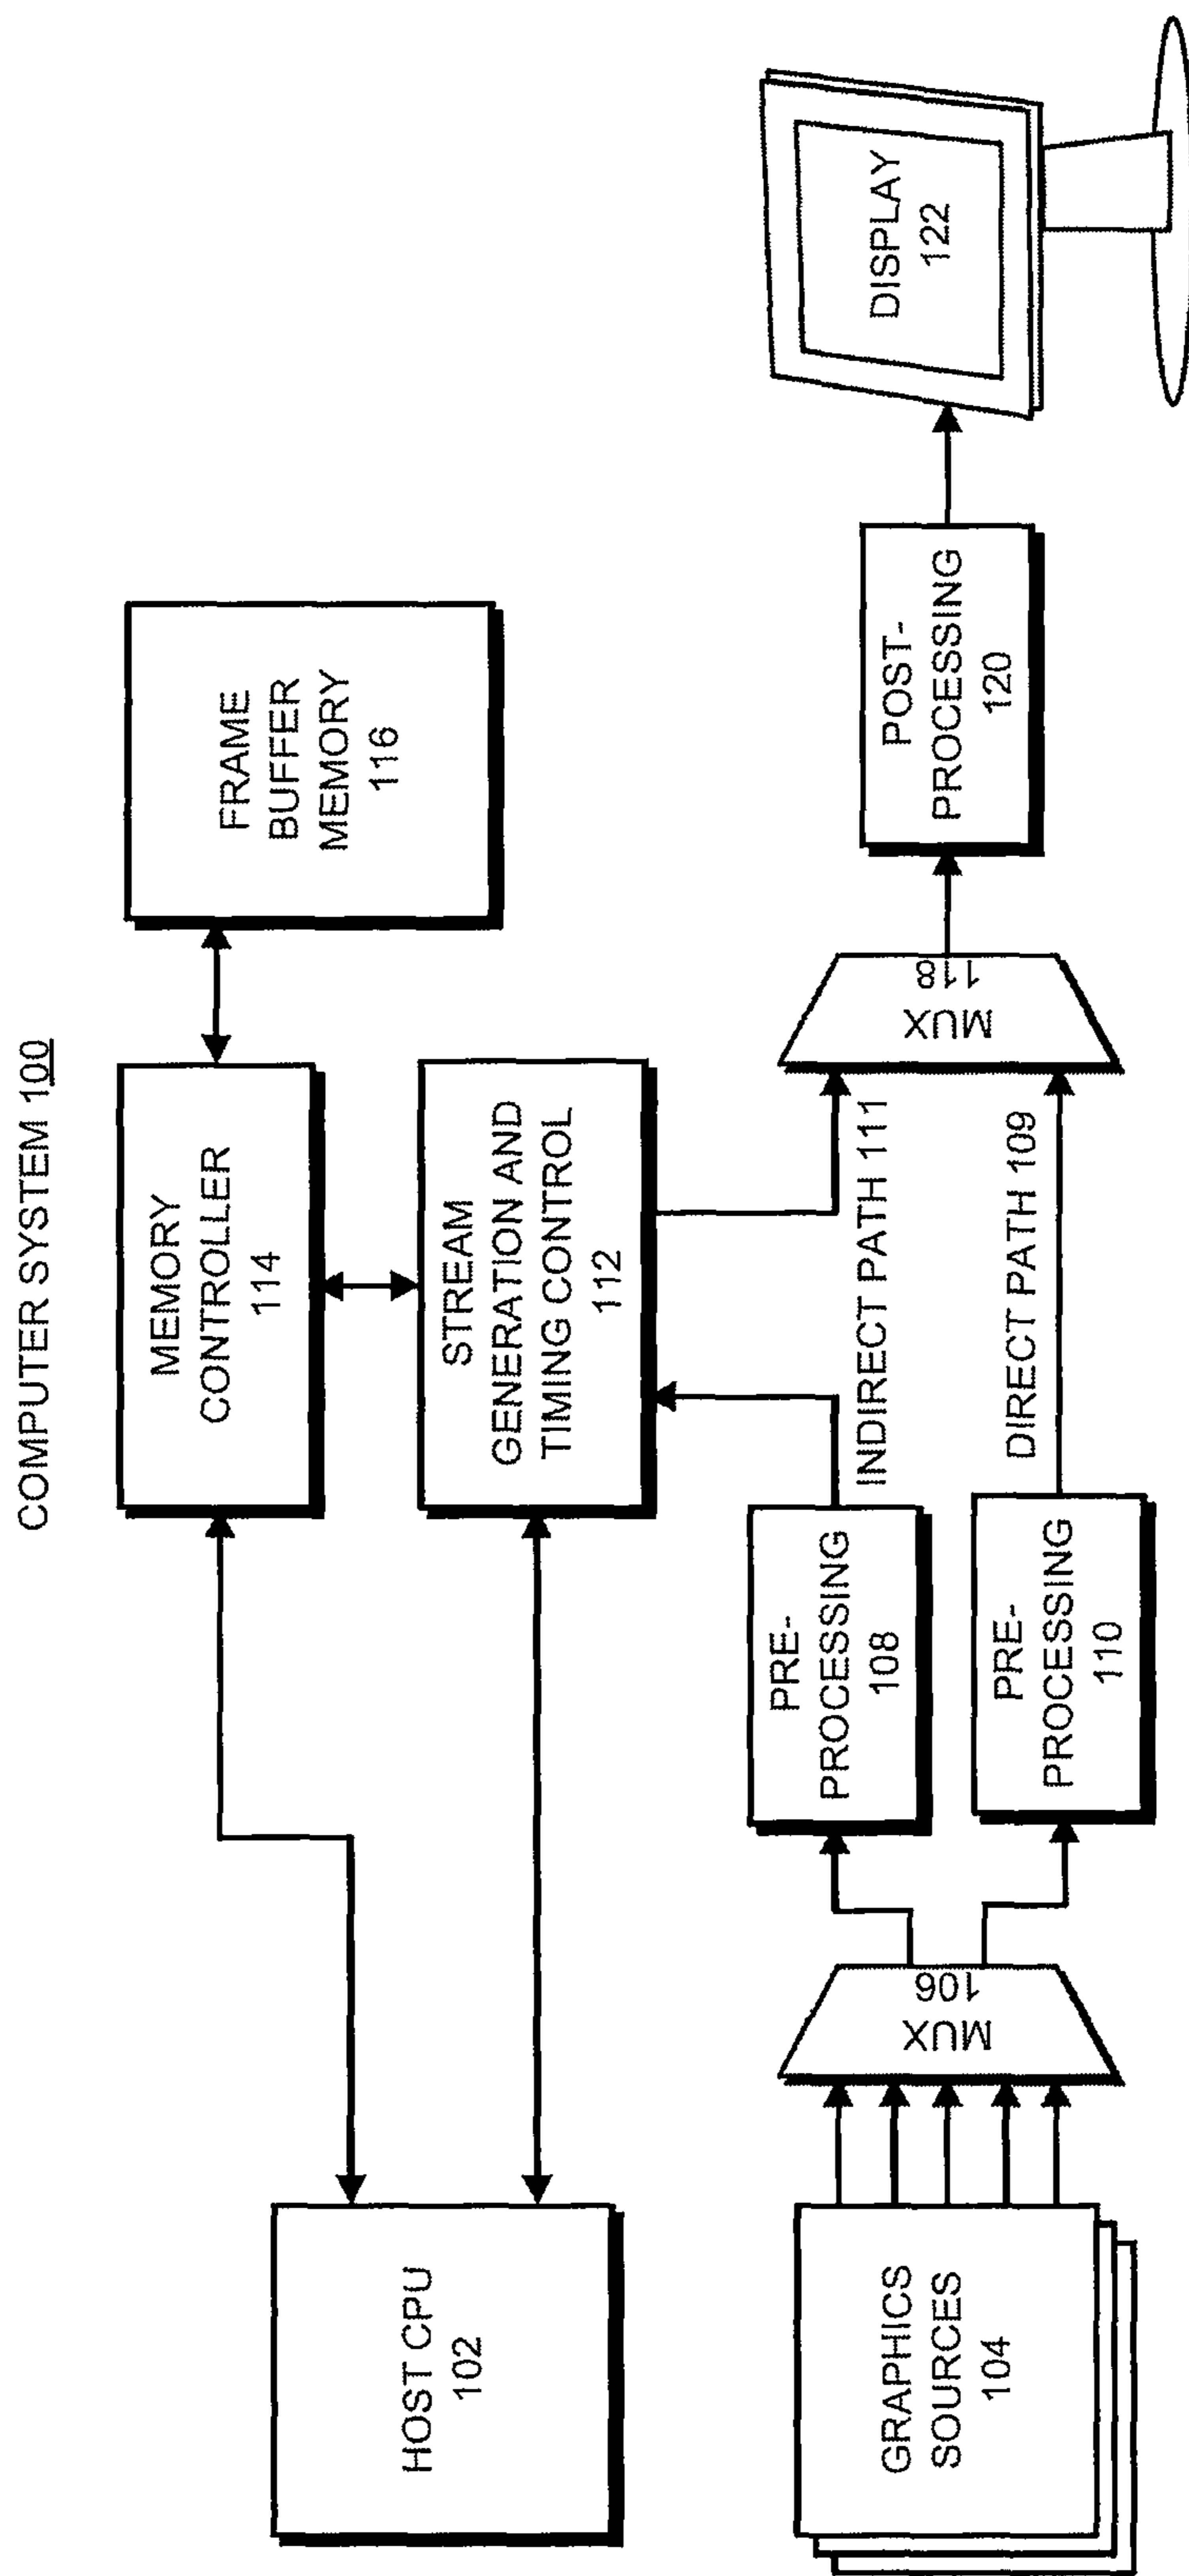 COMPUTER SYSTEM 100
HOST CPU
102
MEMORY
CONTROLLER
114
FRAME
BUFFER
MEMORY
116
STREAM
GENERATION AND
TIMING CONTROL
112
GRAPHICS
SOURCES
104
MUX
106
PRE-
PROCESSING
108
PRE-
PROCESSING
110
INDIRECT PATH 111
DIRECT PATH 109
MUX
118
POST-
PROCESSING
120
DISPLAY
122